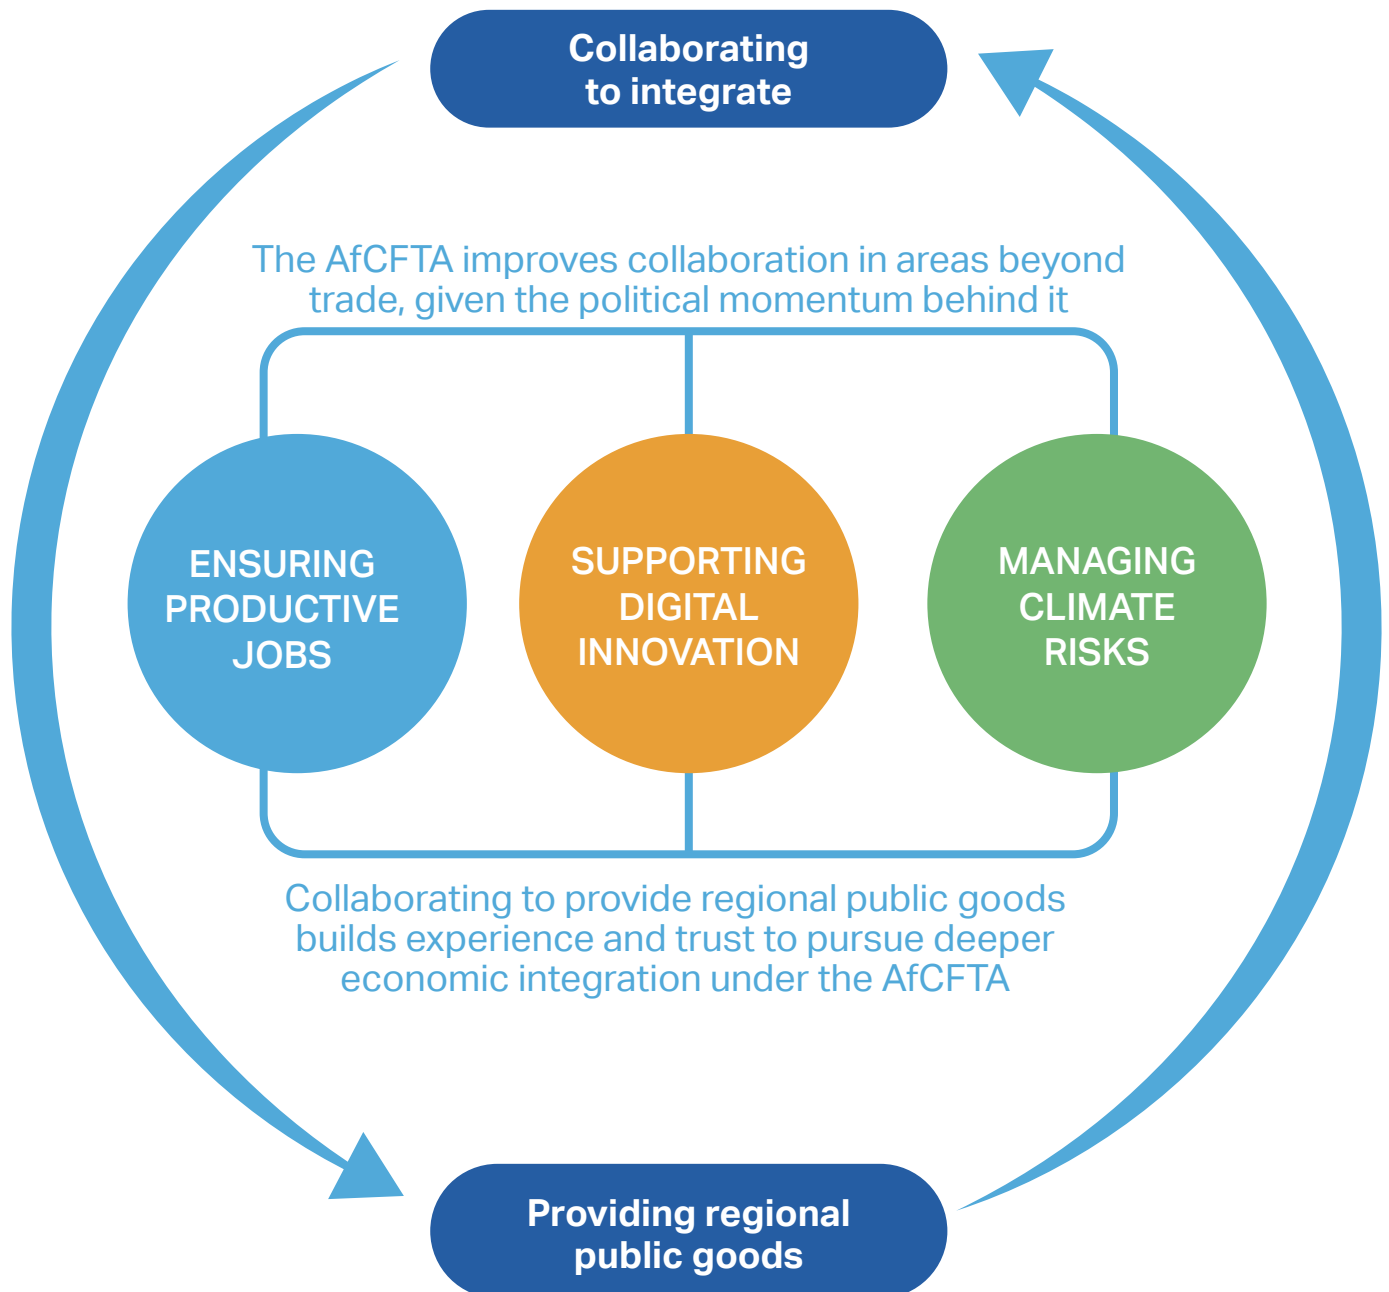 Collaborating
to integrate
The AfCFTA improves collaboration in areas beyond
trade, given the political momentum behind it
ENSURING
PRODUCTIVE
JOBS
SUPPORTING
DIGITAL
INNOVATION
MANAGING
CLIMATE
RISKS
Collaborating to provide regional public goods
builds experience and trust to pursue deeper
economic integration under the AfCFTA
Providing regional
public goods